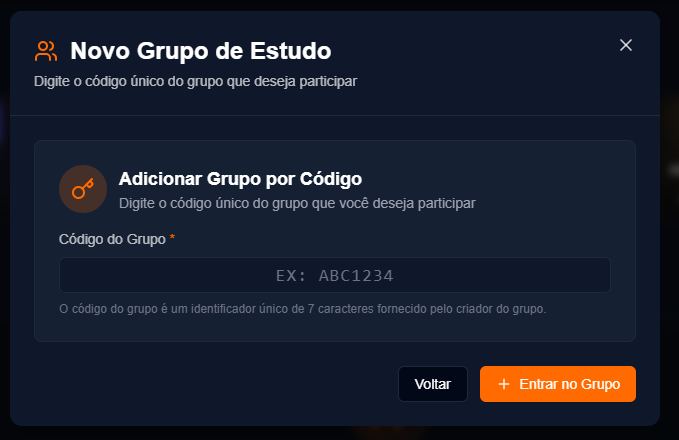 Novo Grupo de Estudo
Digite o código único do grupo que deseja participar
Adicionar Grupo por Código
Digite o código único do grupo que você deseja participar
Código do Grupo *
EX: ABC1234
O código do grupo é um identificador único de 7 caracteres fornecido pelo criador do grupo.
Voltar
Entrar no Grupo